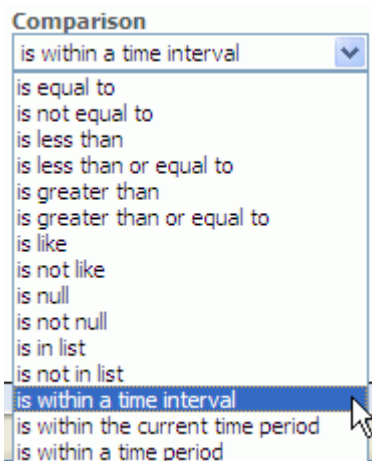 Comparison
is within a time interval
is equal to
is not equal to
is less than
is less than or equal to
is greater than
is greater than or equal to
is like
is not like
is null
is not null
is in list
is not in list
is within a time interval
is within the current time period
is within a time period